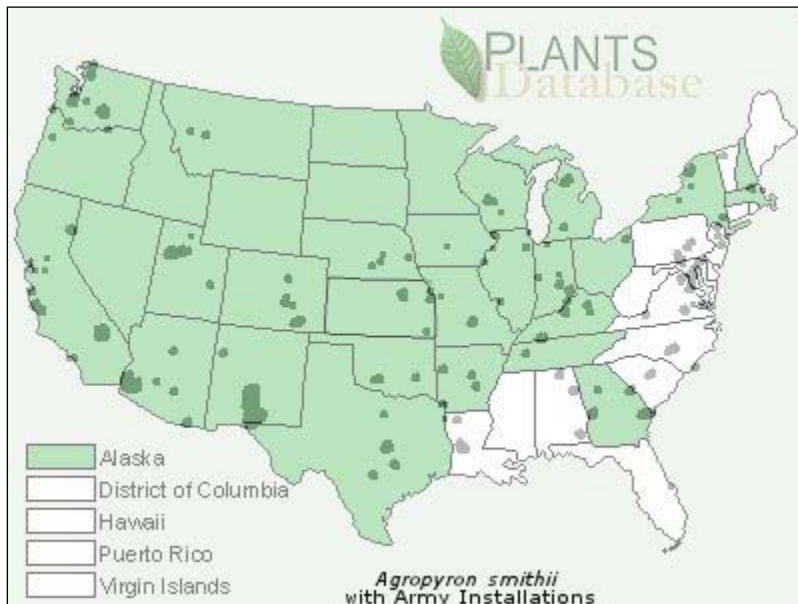 PLANTS
Database
Alaska
District of Columbia
Hawaii
Puerto Rico
Virgin Islands
Agropyron smithii
with Army Installations